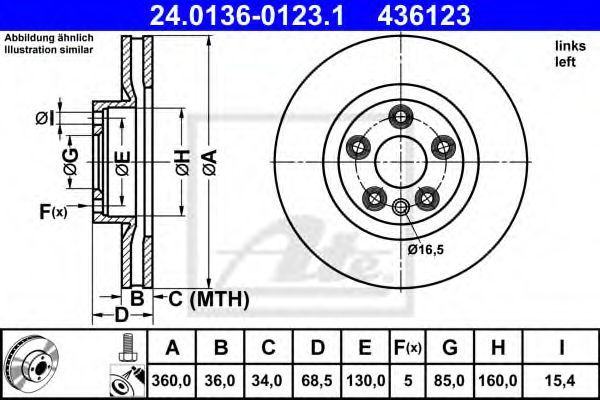 24.0136-0123.1 436123
Abbildung ähnlich
Illustration similar
links
left
ØI
ØG
ØE
ØH
ØA
F(x)
Ate
®
Ø16,5
B
C (MTH)
D
A B C D E F(x) G H I
360,0 36,0 34,0 68,5 130,0 5 85,0 160,0 15,4